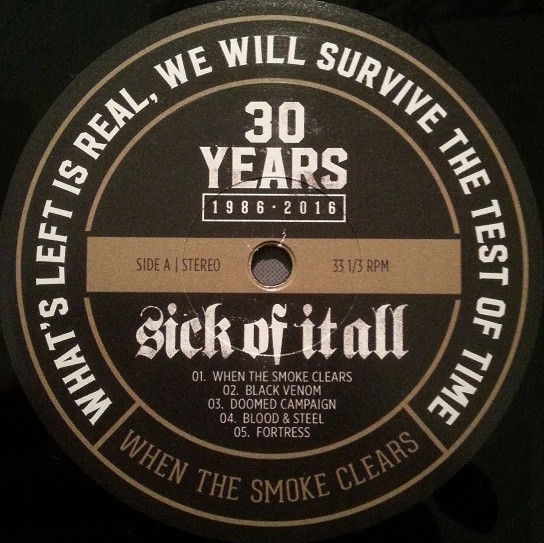 WHAT'S LEFT IS REAL, WE WILL SURVIVE THE TEST OF TIME
30
YEARS
1986 · 2016
SIDE A | STEREO
33 1/3 RPM
sick of it all
01. WHEN THE SMOKE CLEARS
02. BLACK VENOM
03. DOOMED CAMPAIGN
04. BLOOD & STEEL
05. FORTRESS
WHEN THE SMOKE CLEARS